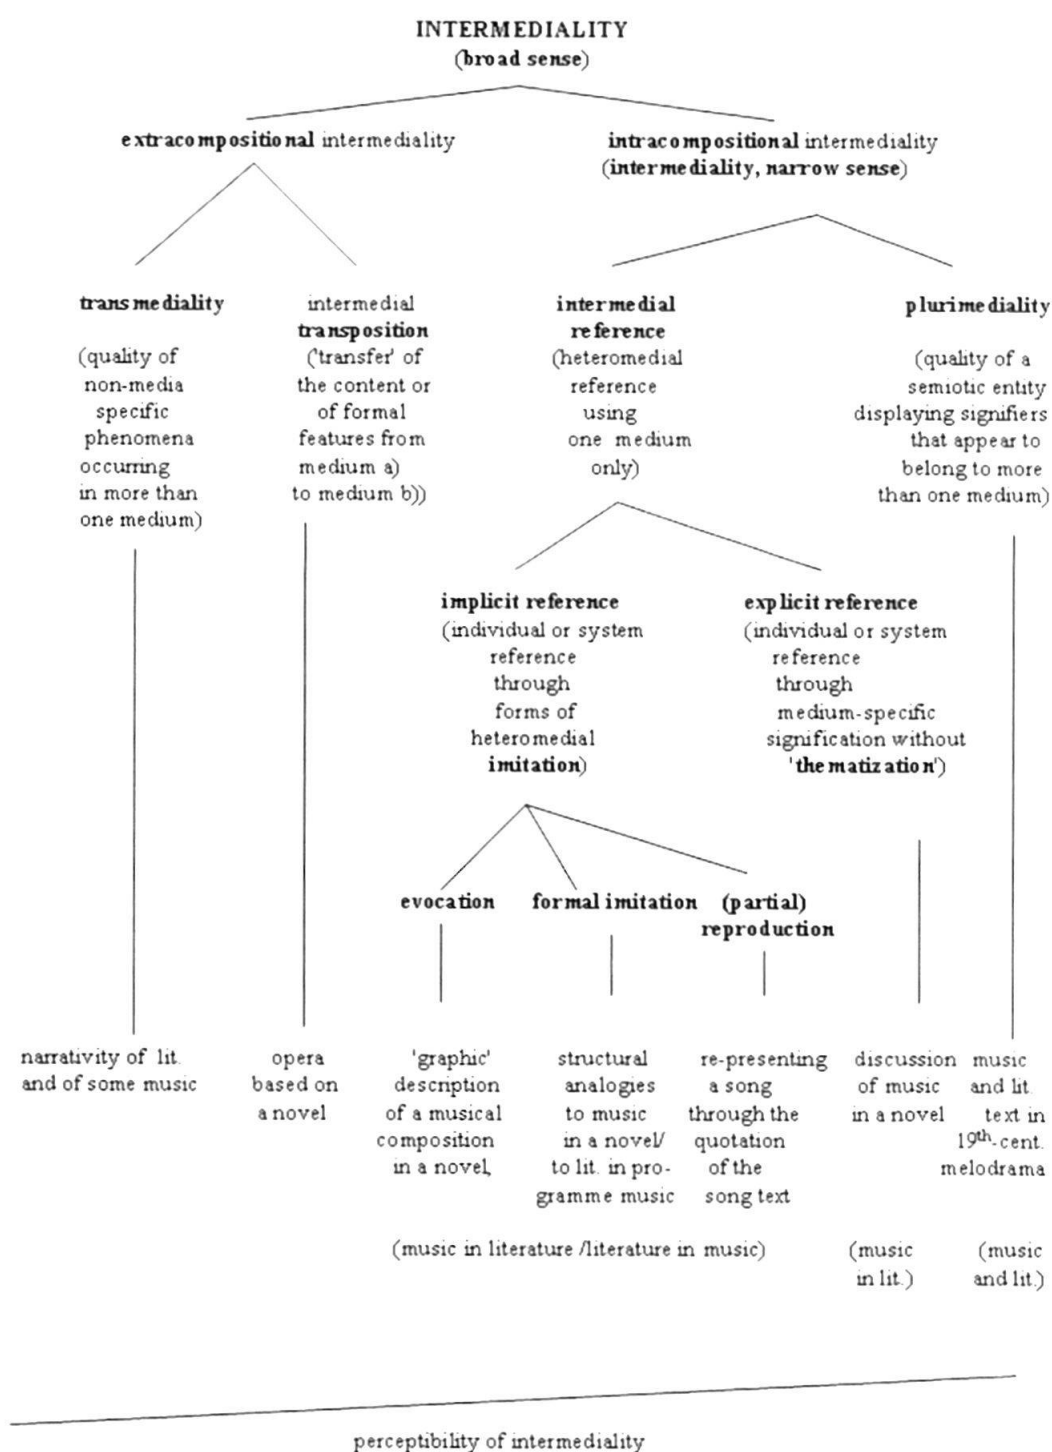 INTERMEDIALITY
(broad sense)
extracompositional intermediality
intracompositional intermediality
(intermediality, narrow sense)
transmediality
(quality of
non-media
specific
phenomena
occurring
in more than
one medium)
intermedial
transposition
('transfer' of
the content or
of formal
features from
medium a)
to medium b))
intermedial
reference
(heteromedial
reference
using
one medium
only)
plurimediality
(quality of a
semiotic entity
displaying signifiers
that appear to
belong to more
than one medium)
implicit reference
(individual or system
reference
through
forms of
heteromedial
imitation)
explicit reference
(individual or system
reference
through
medium-specific
signification without
'thematization')
evocation
formal imitation
(partial)
reproduction
narrativity of lit.
and of some music
opera
based on
a novel
'graphic'
description
of a musical
composition
in a novel,
structural
analogies
to music
in a novel/
to lit. in pro-
gramme music
re-presenting
a song
through the
quotation
of the
song text
discussion
of music
in a novel
music
and lit.
text in
19th-cent.
melodrama
(music in literature /literature in music)
(music
in lit.)
(music
and lit.)
perceptibility of intermediality